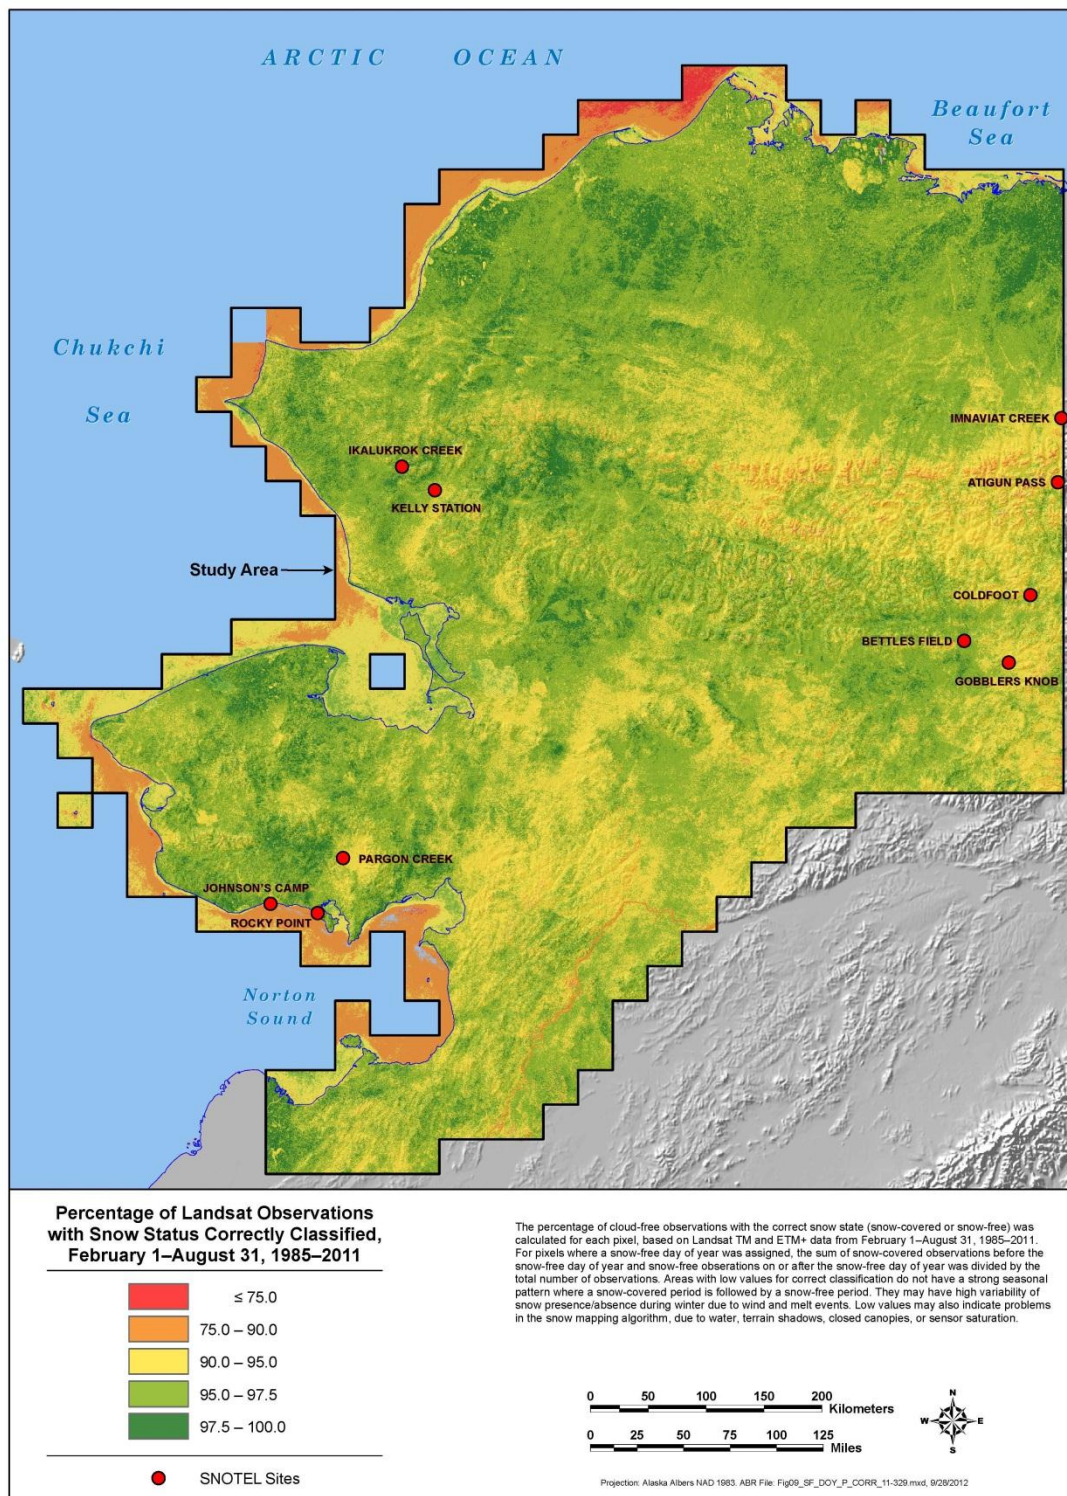 ARCTIC OCEAN
Beaufort
Sea
Chukchi
Sea
IMNAVIAT CREEK
IKALUKROK CREEK
ATIGUN PASS
KELLY STATION
Study Area
COLDFOOT
BETTLES FIELD
GOBBLERS KNOB
PARGON CREEK
JOHNSON'S CAMP
ROCKY POINT
Norton
Sound
Percentage of Landsat Observations
with Snow Status Correctly Classified,
February 1–August 31, 1985–2011
≤ 75.0
75.0 – 90.0
90.0 – 95.0
95.0 – 97.5
97.5 – 100.0
SNOTEL Sites
The percentage of cloud-free observations with the correct snow state (snow-covered or snow-free) was
calculated for each pixel, based on Landsat TM and ETM+ data from February 1–August 31, 1985–2011.
For pixels where a snow-free day of year was assigned, the sum of snow-covered observations before the
snow-free day of year and snow-free obserations on or after the snow-free day of year was divided by the
total number of observations. Areas with low values for correct classification do not have a strong seasonal
pattern where a snow-covered period is followed by a snow-free period. They may have high variability of
snow presence/absence during winter due to wind and melt events. Low values may also indicate problems
in the snow mapping algorithm, due to water, terrain shadows, closed canopies, or sensor saturation.
0 50 100 150 200
Kilometers
0 25 50 75 100 125
Miles
N
W E
S
Projection: Alaska Albers NAD 1983. ABR File: Fig09_SF_DOY_P_CORR_11-329.mxd, 9/28/2012